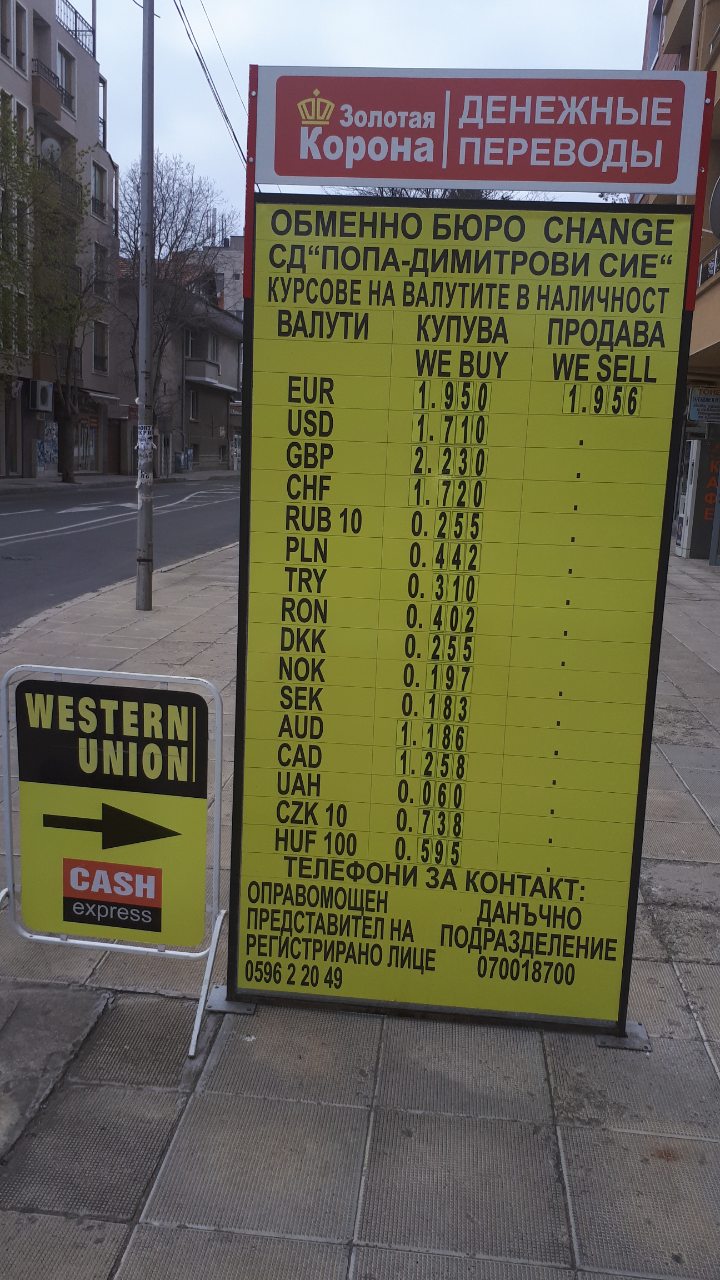 Золотая
Корона
ДЕНЕЖНЫЕ
ПЕРЕВОДЫ
ОБМЕННО БЮРО CHANGE
СД"ПОПА-ДИМИТРОВИ СИЕ"
КУРСОВЕ НА ВАЛУТИТЕ В НАЛИЧНОСТ
ВАЛУТИ КУПУВА ПРОДАВА
WE BUY WE SELL
EUR 1.950 1.956
USD 1.710 .
GBP 2.230 .
CHF 1.720 .
RUB 10 0.255 .
PLN 0.442 .
TRY 0.310 .
RON 0.402 .
DKK 0.255 .
NOK 0.197 .
SEK 0.183 .
AUD 1.186 .
CAD 1.258 .
UAH 0.060 .
CZK 10 0.738 .
HUF 100 0.595 .
ТЕЛЕФОНИ ЗА КОНТАКТ:
ОПРАВОМОЩЕН
ПРЕДСТАВИТЕЛ НА
РЕГИСТРИРАНО ЛИЦЕ
0596 2 20 49
ДАНЪЧНО
ПОДРАЗДЕЛЕНИЕ
070018700
WESTERN
UNION
CASH
express
КАФЕ